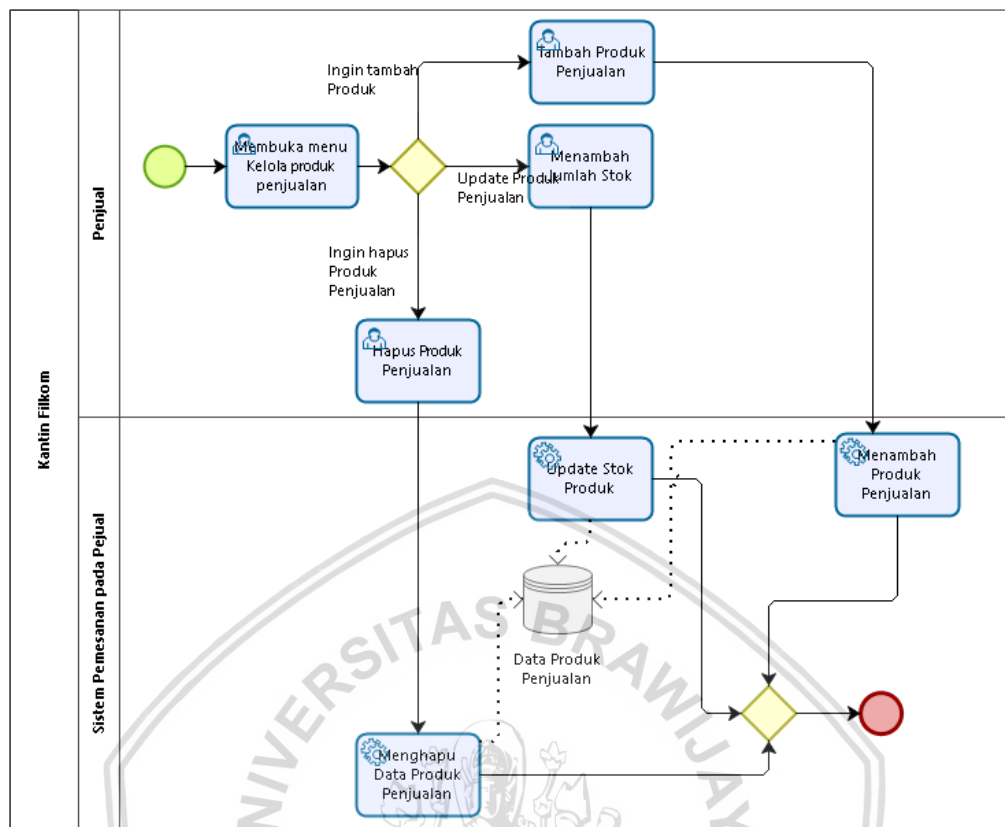 Kantin Filkom
Penjual
Ingin tambah
Produk
Tambah Produk
Penjualan
Membuka menu
Kelola produk
penjualan
Update Produk
Penjualan
Menambah
Jumlah Stok
Ingin hapus
Produk
Penjualan
Hapus Produk
Penjualan
Sistem Pemesanan pada Pejual
Update Stok
Produk
Menambah
Produk
Penjualan
Data Produk
Penjualan
Menghapu
Data Produk
Penjualan
UNIVERSITAS BRAWIJAY